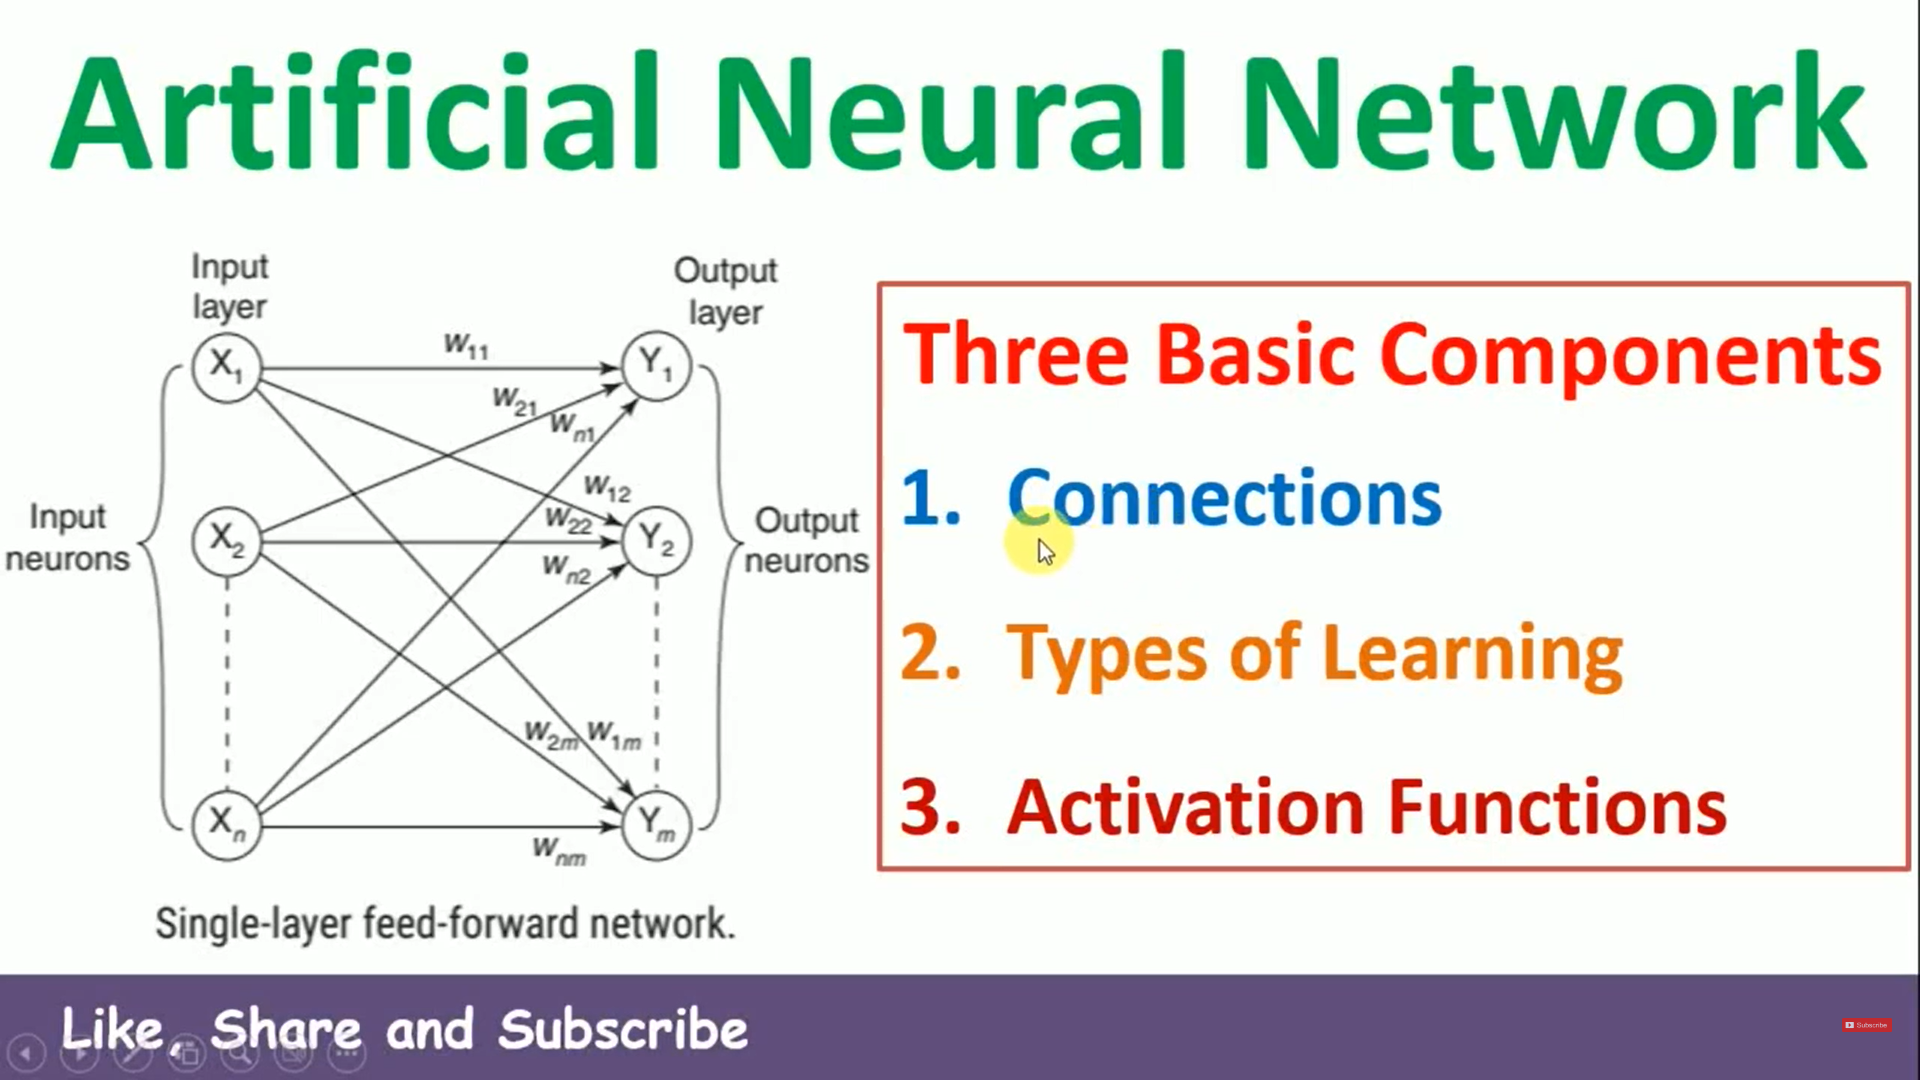 Artificial Neural Network
Input
layer
Output
layer
X1
W11
Y1
W21
Wn1
W12
Input
neurons
X2
W22
Y2
Wn2
Output
neurons
W2m
W1m
Xn
Ym
Wnm
Single-layer feed-forward network.
Three Basic Components
1. Connections
2. Types of Learning
3. Activation Functions
Like, Share and Subscribe
Subscribe